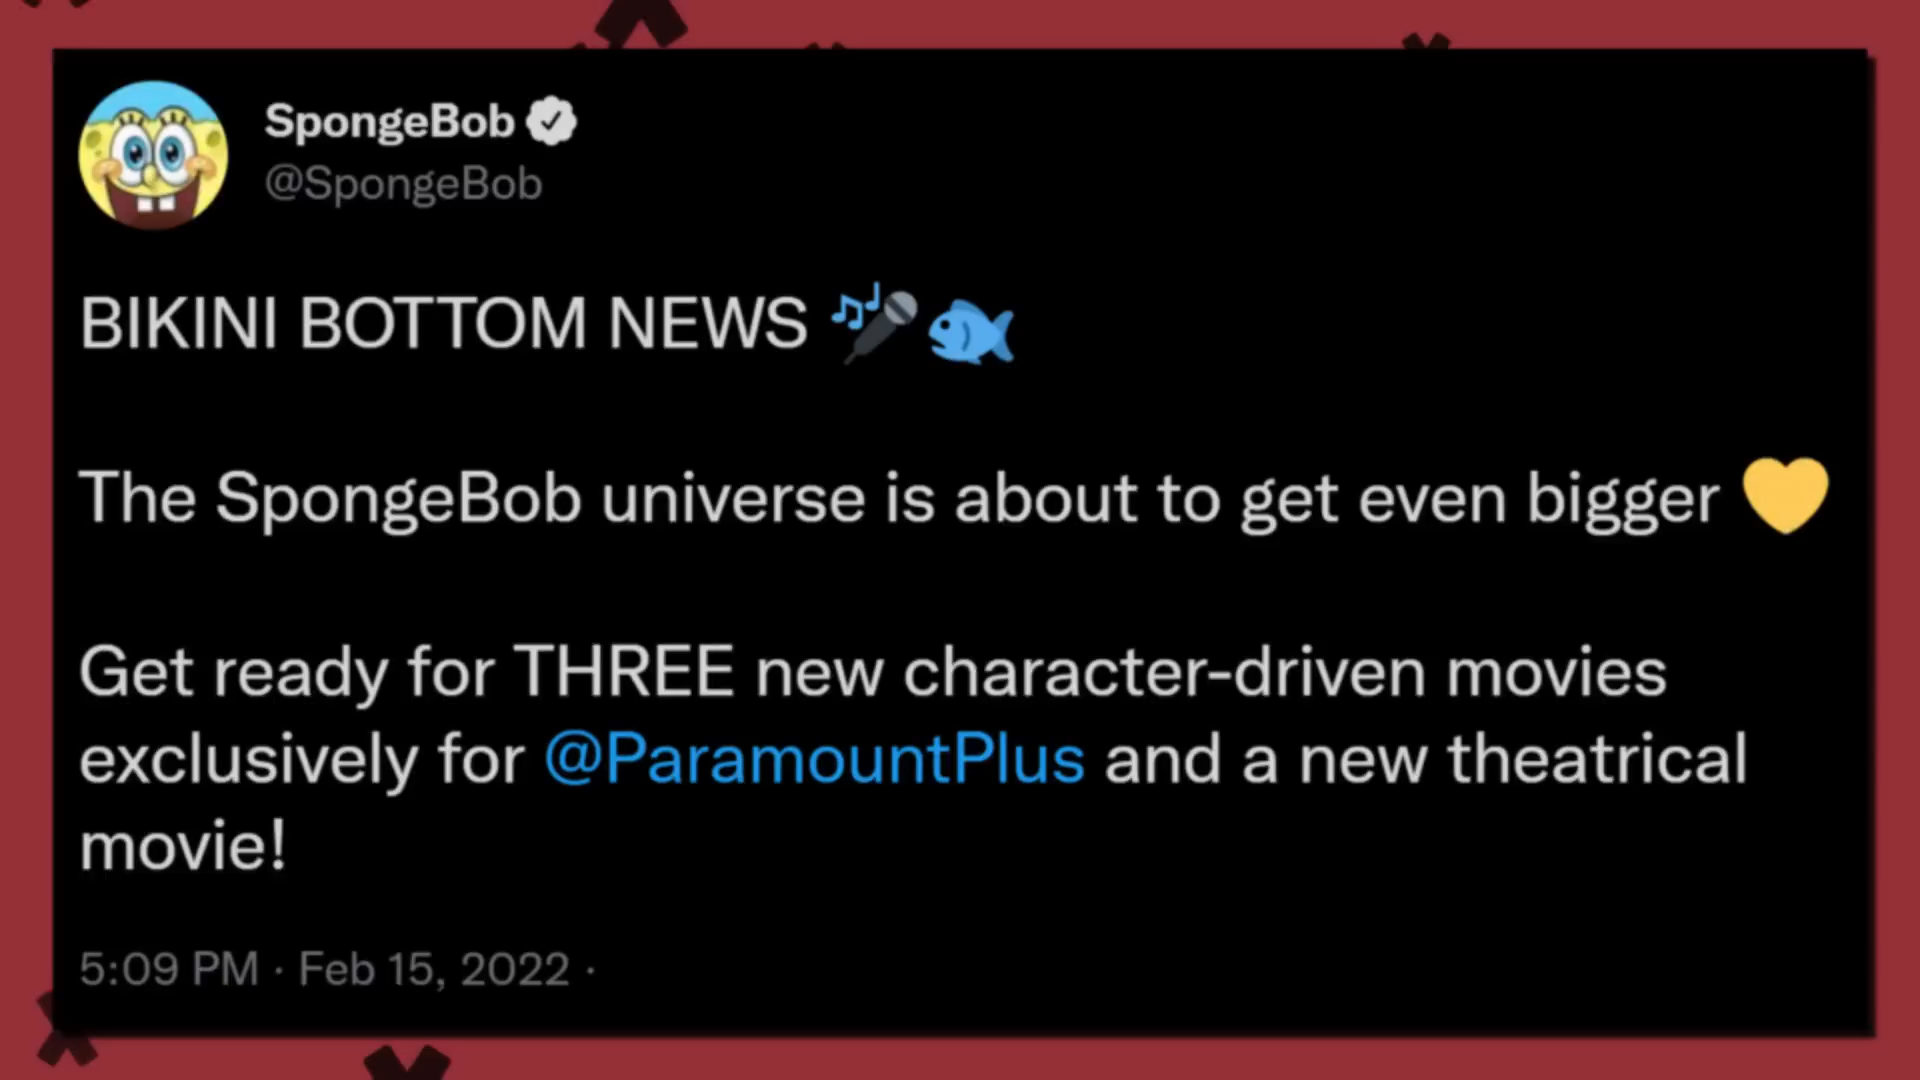 SpongeBob
@SpongeBob
BIKINI BOTTOM NEWS 🎤🐟
The SpongeBob universe is about to get even bigger 💛
Get ready for THREE new character-driven movies
exclusively for @ParamountPlus and a new theatrical
movie!
5:09 PM · Feb 15, 2022 ·